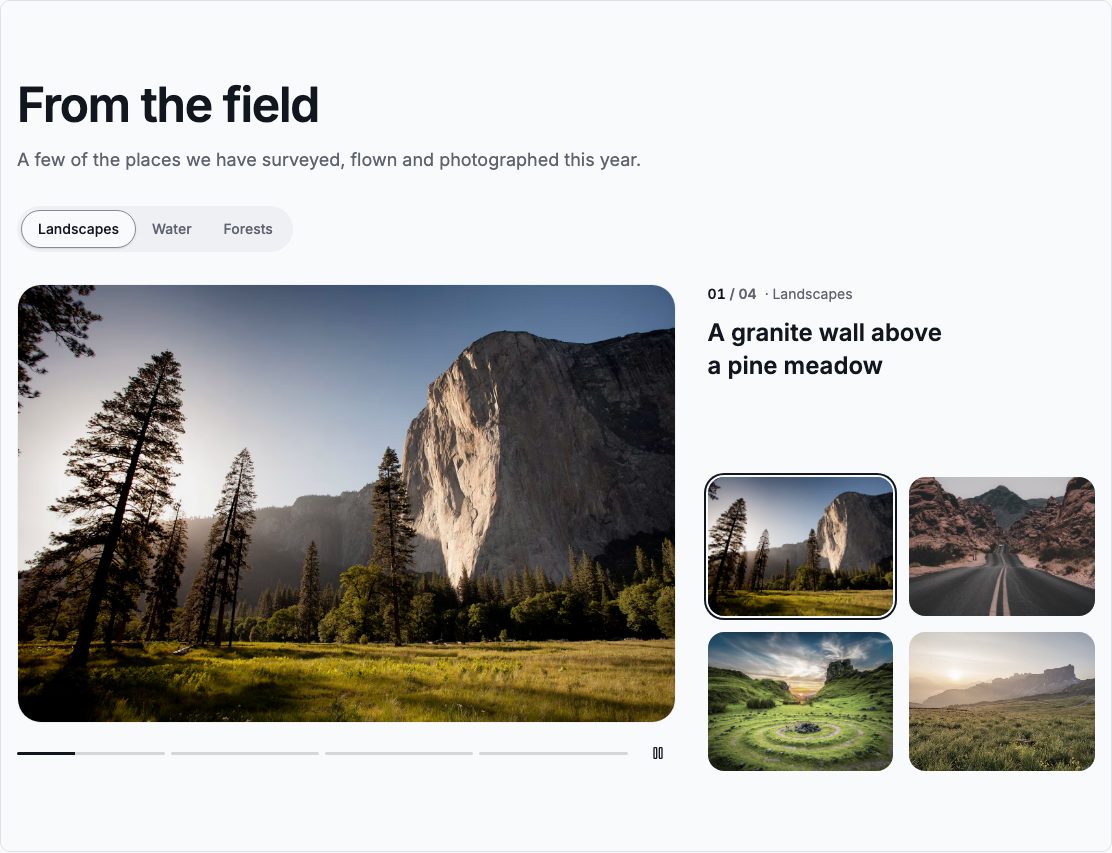 From the field
A few of the places we have surveyed, flown and photographed this year.
Landscapes
Water
Forests
01 / 04 · Landscapes
A granite wall above
a pine meadow